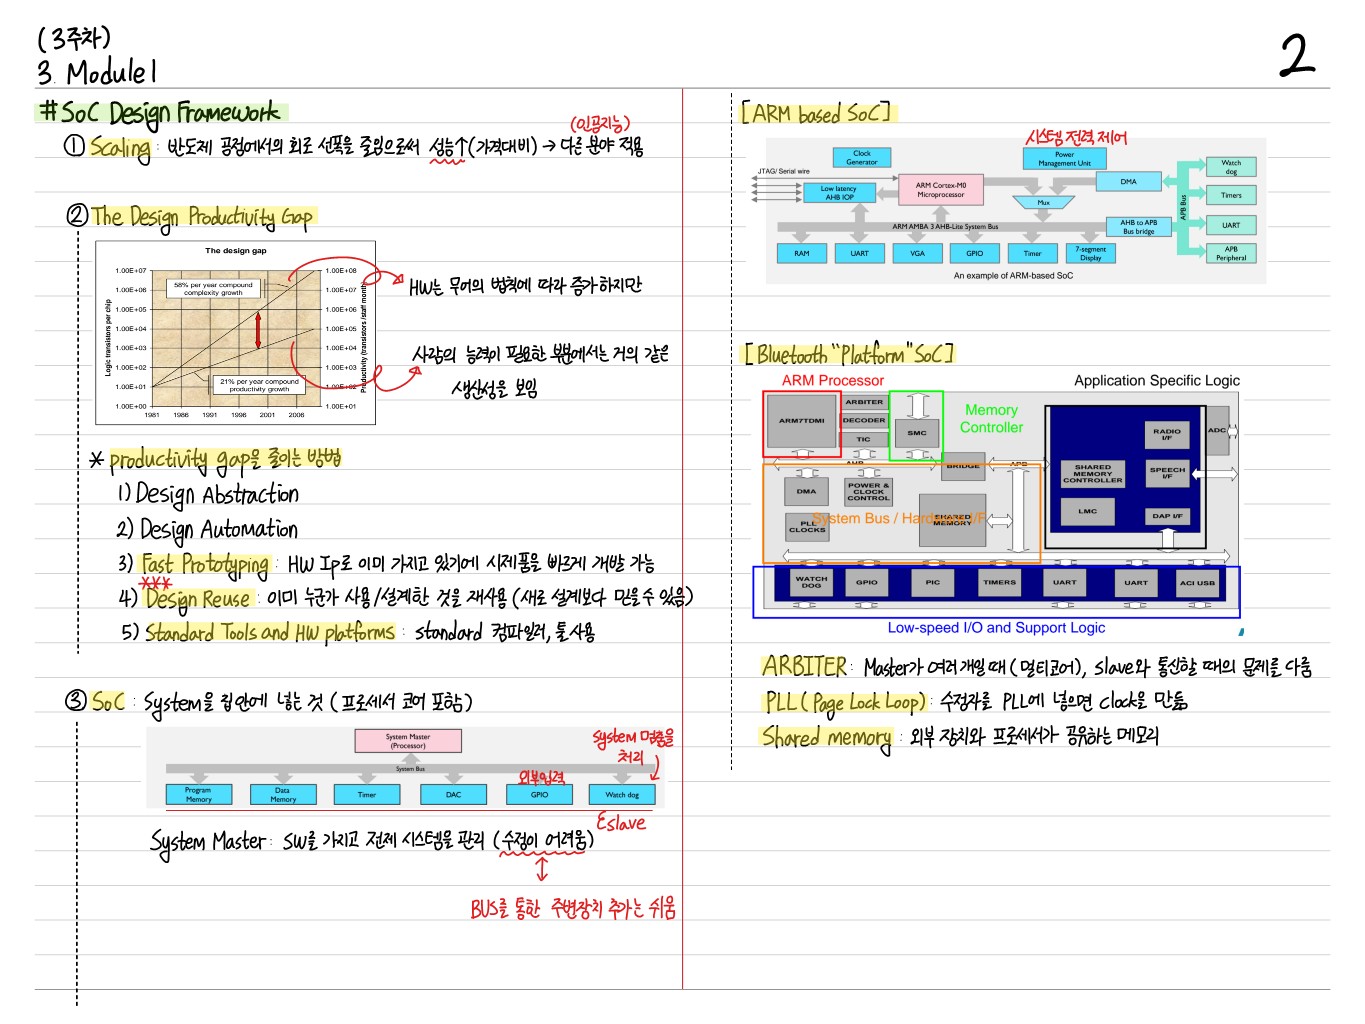 (3주차)
3. Module 1
2
#SoC Design Framework
(인공지능)
① Scaling : 반도체 공정에서의 회로 선폭을 줄임으로써 성능↑(가격대비) → 다른 분야 적용
② The Design Productivity Gap
The design gap
1.00E+07
1.00E+06
1.00E+05
1.00E+04
1.00E+03
1.00E+02
1.00E+01
1.00E+00
Logic transistors per chip
58% per year compound
complexity growth
21% per year compound
productivity growth
1.00E+08
1.00E+07
1.00E+06
1.00E+05
1.00E+04
1.00E+03
1.00E+02
1.00E+01
Productivity (transistors /staff month)
1981 1986 1991 1996 2001 2006
HW는 무어의 법칙에 따라 증가하지만
사람의 능력이 필요한 부분에서는 거의 같은
생산성을 보임
* productivity gap을 줄이는 방법
1) Design Abstraction
2) Design Automation
3) Fast Prototyping : HW Ip로 이미 가지고 있기에 시제품을 빠르게 개발 가능
***
4) Design Reuse : 이미 누군가 사용/설계한 것을 재사용 (새로 설계보다 믿을 수 있음)
5) Standard Tools and HW platforms : standard 컴파일러, 툴사용
③ SoC : System을 칩안에 넣는 것 (프로세서 코어 포함)
System Master
(Processor)
System Bus
System 멈춤을
처리
외부입력
Program
Memory
Data
Memory
Timer
DAC
GPIO
Watch dog
Eslave
System Master : SW를 가지고 전체 시스템을 관리 (수정이 어려움)
BUS를 통한 주변장치 추가는 쉬움
[ARM based SoC]
시스템 전력 제어
Clock
Generator
Power
Management Unit
JTAG/ Serial wire
Low latency
AHB IOP
ARM Cortex-M0
Microprocessor
Mux
DMA
ARM AMBA 3 AHB-Lite System Bus
AHB to APB
Bus bridge
APB Bus
Watch
dog
Timers
UART
APB
Peripheral
RAM
UART
VGA
GPIO
Timer
7-segment
Display
An example of ARM-based SoC
[Bluetooth "Platform" SoC]
ARM Processor
Application Specific Logic
ARM7TDMI
ARBITER
DECODER
TIC
SMC
Memory
Controller
AHB
BRIDGE
APB
RADIO
I/F
ADC
SHARED
MEMORY
CONTROLLER
SPEECH
I/F
LMC
DAP I/F
DMA
POWER &
CLOCK
CONTROL
PLL
CLOCKS
SHARED
MEMORY
System Bus / Hardware I/F
WATCH
DOG
GPIO
PIC
TIMERS
UART
UART
ACI USB
Low-speed I/O and Support Logic
ARBITER : Master가 여러개일 때 (멀티코어), slave와 통신할 때의 문제를 다룸
PLL (Page Lock Loop) : 수정자를 PLL에 넣으면 clock을 만듦
Shared memory : 외부 장치와 프로세서가 공유하는 메모리